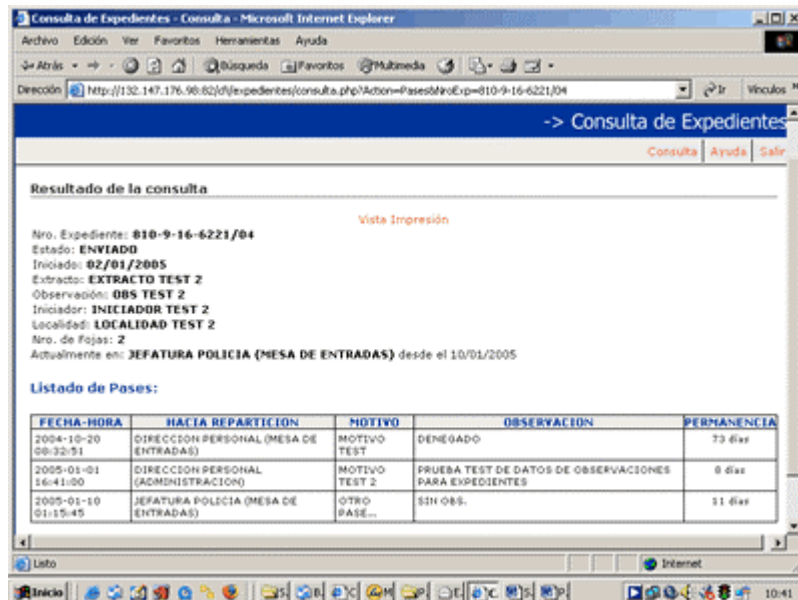 Consulta de Expedientes - Consulta - Microsoft Internet Explorer
Archivo Edición Ver Favoritos Herramientas Ayuda
Atrás Búsqueda Favoritos Multimedia
Dirección http://132.147.176.98:82/dfi/expedientes/consulta.php?Action=Pases&NroExp=810-9-16-6221/04 Ir Vínculos »
-> Consulta de Expedientes
Consulta Ayuda Salir
Resultado de la consulta
Vista Impresión
Nro. Expediente: 810-9-16-6221/04
Estado: ENVIADO
Iniciado: 02/01/2005
Extracto: EXTRACTO TEST 2
Observación: OBS TEST 2
Iniciador: INICIADOR TEST 2
Localidad: LOCALIDAD TEST 2
Nro. de Fojas: 2
Actualmente en: JEFATURA POLICIA (MESA DE ENTRADAS) desde el 10/01/2005
Listado de Pases:
FECHA-HORA HACIA REPARTICION MOTIVO OBSERVACION PERMANENCIA
2004-10-20 DIRECCION PERSONAL (MESA DE MOTIVO DENEGADO 73 días
08:32:51 ENTRADAS) TEST
2005-01-01 DIRECCION PERSONAL MOTIVO PRUEBA TEST DE DATOS DE OBSERVACIONES 8 días
16:41:00 (ADMINISTRACION) TEST 2 PARA EXPEDIENTES
2005-01-10 JEFATURA POLICIA (MESA DE OTRO SIN OBS. 11 días
01:15:45 ENTRADAS) PASE...
Listo Internet
Inicio 10:41